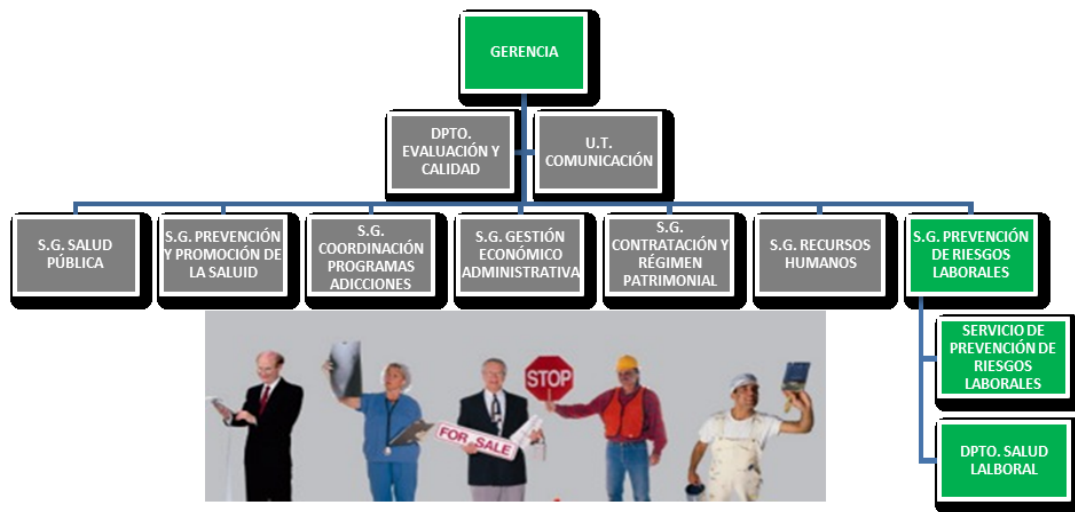 GERENCIA
DPTO.
EVALUACIÓN Y
CALIDAD
U.T.
COMUNICACIÓN
S.G. SALUD
PÚBLICA
S.G. PREVENCIÓN
Y PROMOCIÓN DE
LA SALUID
S.G.
COORDINACIÓN
PROGRAMAS
ADICCIONES
S.G. GESTIÓN
ECONÓMICO
ADMINISTRATIVA
S.G.
CONTRATACIÓN Y
RÉGIMEN
PATRIMONIAL
S.G. RECURSOS
HUMANOS
S.G. PREVENCIÓN
DE RIESGOS
LABORALES
SERVICIO DE
PREVENCIÓN DE
RIESGOS
LABORALES
DPTO. SALUD
LALBORAL
STOP
FOR SALE